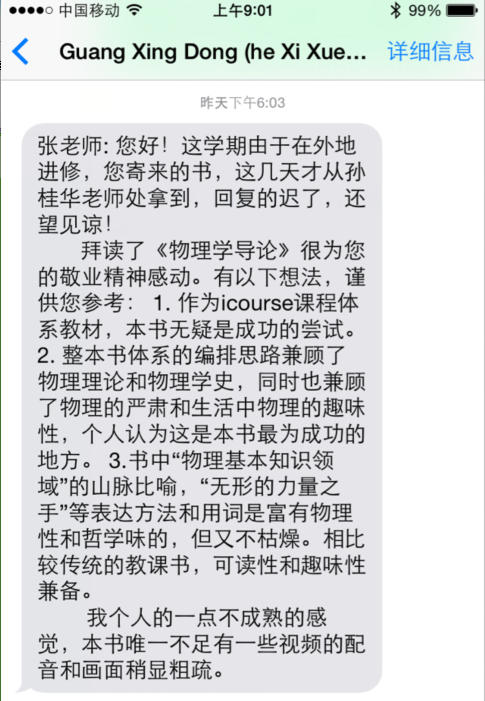 中国移动 上午9:01 99%
Guang Xing Dong (he Xi Xue... 详细信息
昨天下午6:03
张老师: 您好！这学期由于在外地
进修，您寄来的书，这几天才从孙
桂华老师处拿到，回复的迟了，还
望见谅！
拜读了《物理学导论》很为您
的敬业精神感动。有以下想法，谨
供您参考： 1. 作为icourse课程体
系教材，本书无疑是成功的尝试。
2. 整本书体系的编排思路兼顾了
物理理论和物理学史，同时也兼顾
了物理的严肃和生活中物理的趣味
性，个人认为这是本书最为成功的
地方。 3.书中“物理基本知识领
域”的山脉比喻，“无形的力量之
手”等表达方法和用词是富有物理
性和哲学味的，但又不枯燥。相比
较传统的教课书，可读性和趣味性
兼备。
我个人的一点不成熟的感
觉，本书唯一不足有一些视频的配
音和画面稍显粗疏。